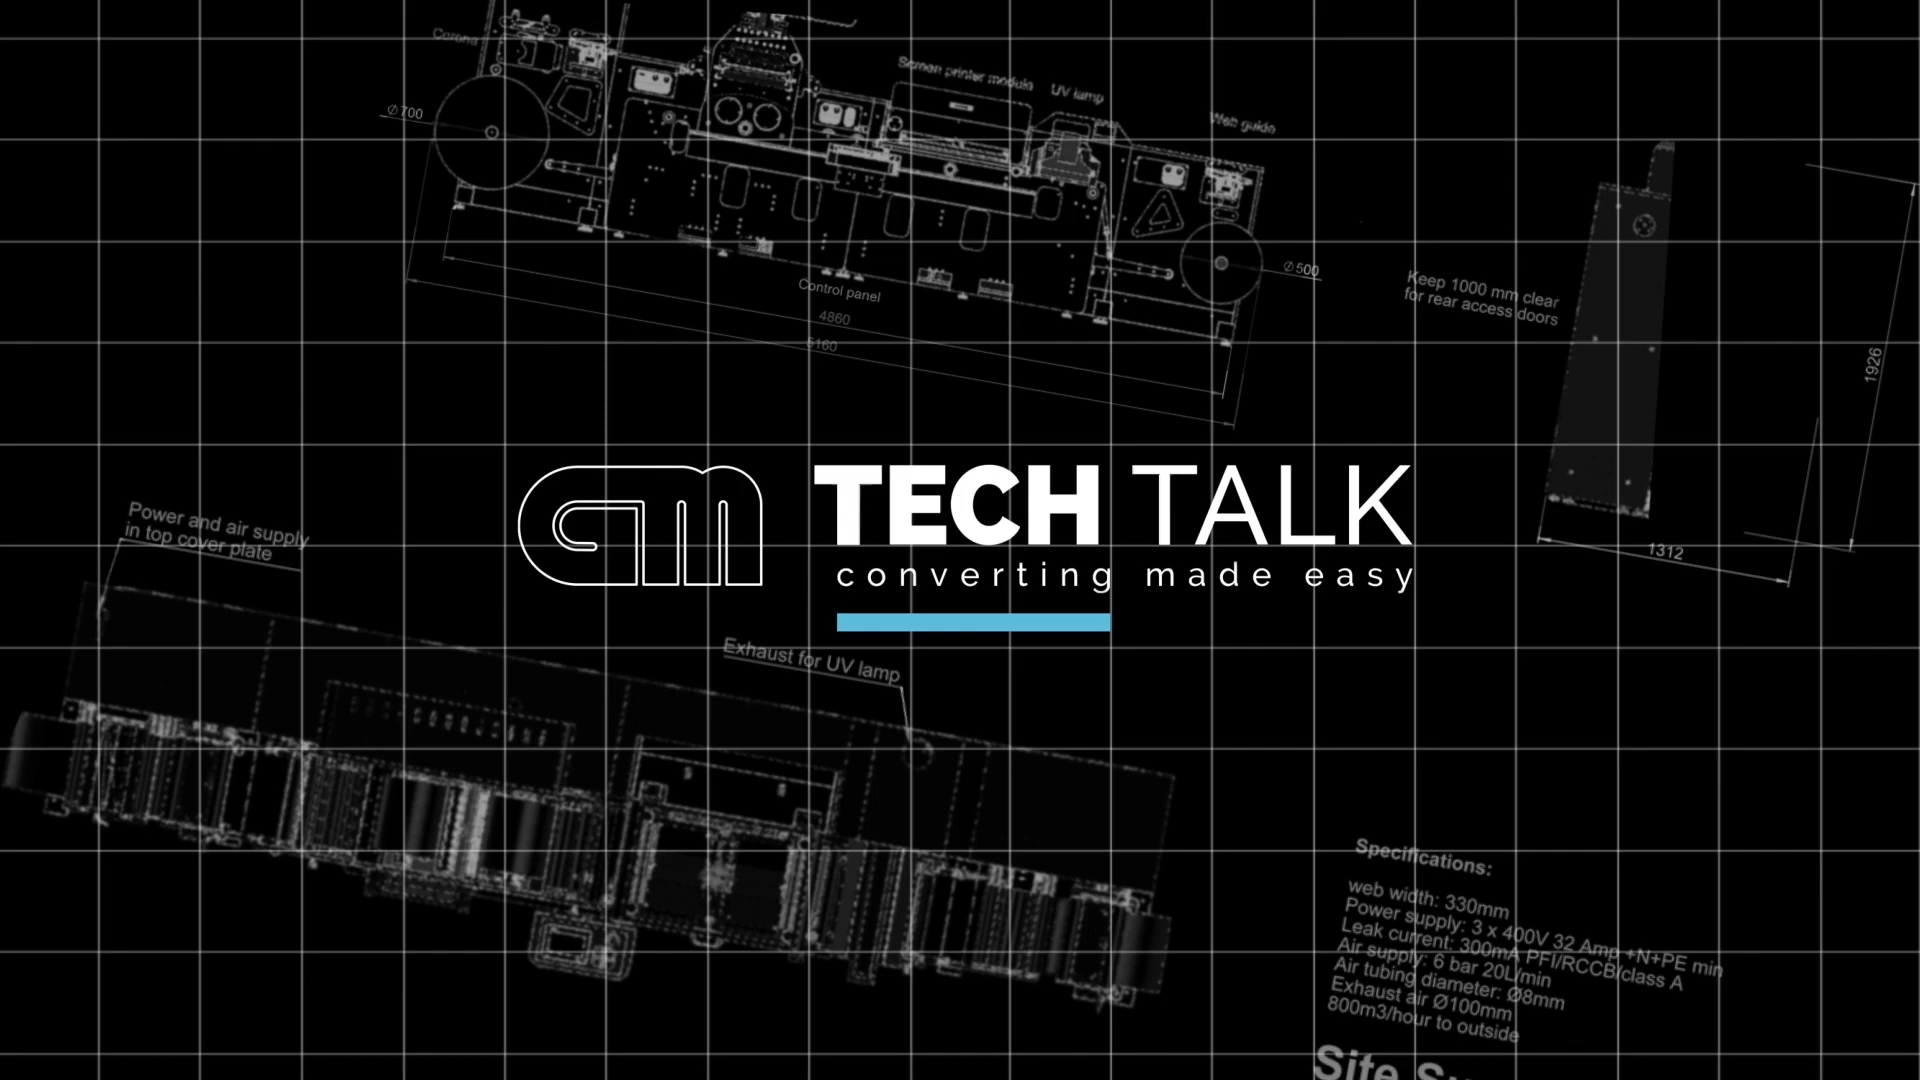 Corona
Screen printer module
UV lamp
Web guide
Ø700
Ø500
Control panel
4860
5160
Keep 1000 mm clear
for rear access doors
1926
1312
GM
TECH TALK
converting made easy
Power and air supply
in top cover plate
Exhaust for UV lamp
Specifications:
web width: 330mm
Power supply: 3 x 400V 32 Amp +N+PE min
Leak current: 300mA PFI/RCCB/class A
Air supply: 6 bar 20L/min
Air tubing diameter: Ø8mm
Exhaust air Ø100mm
800m3/hour to outside
Site